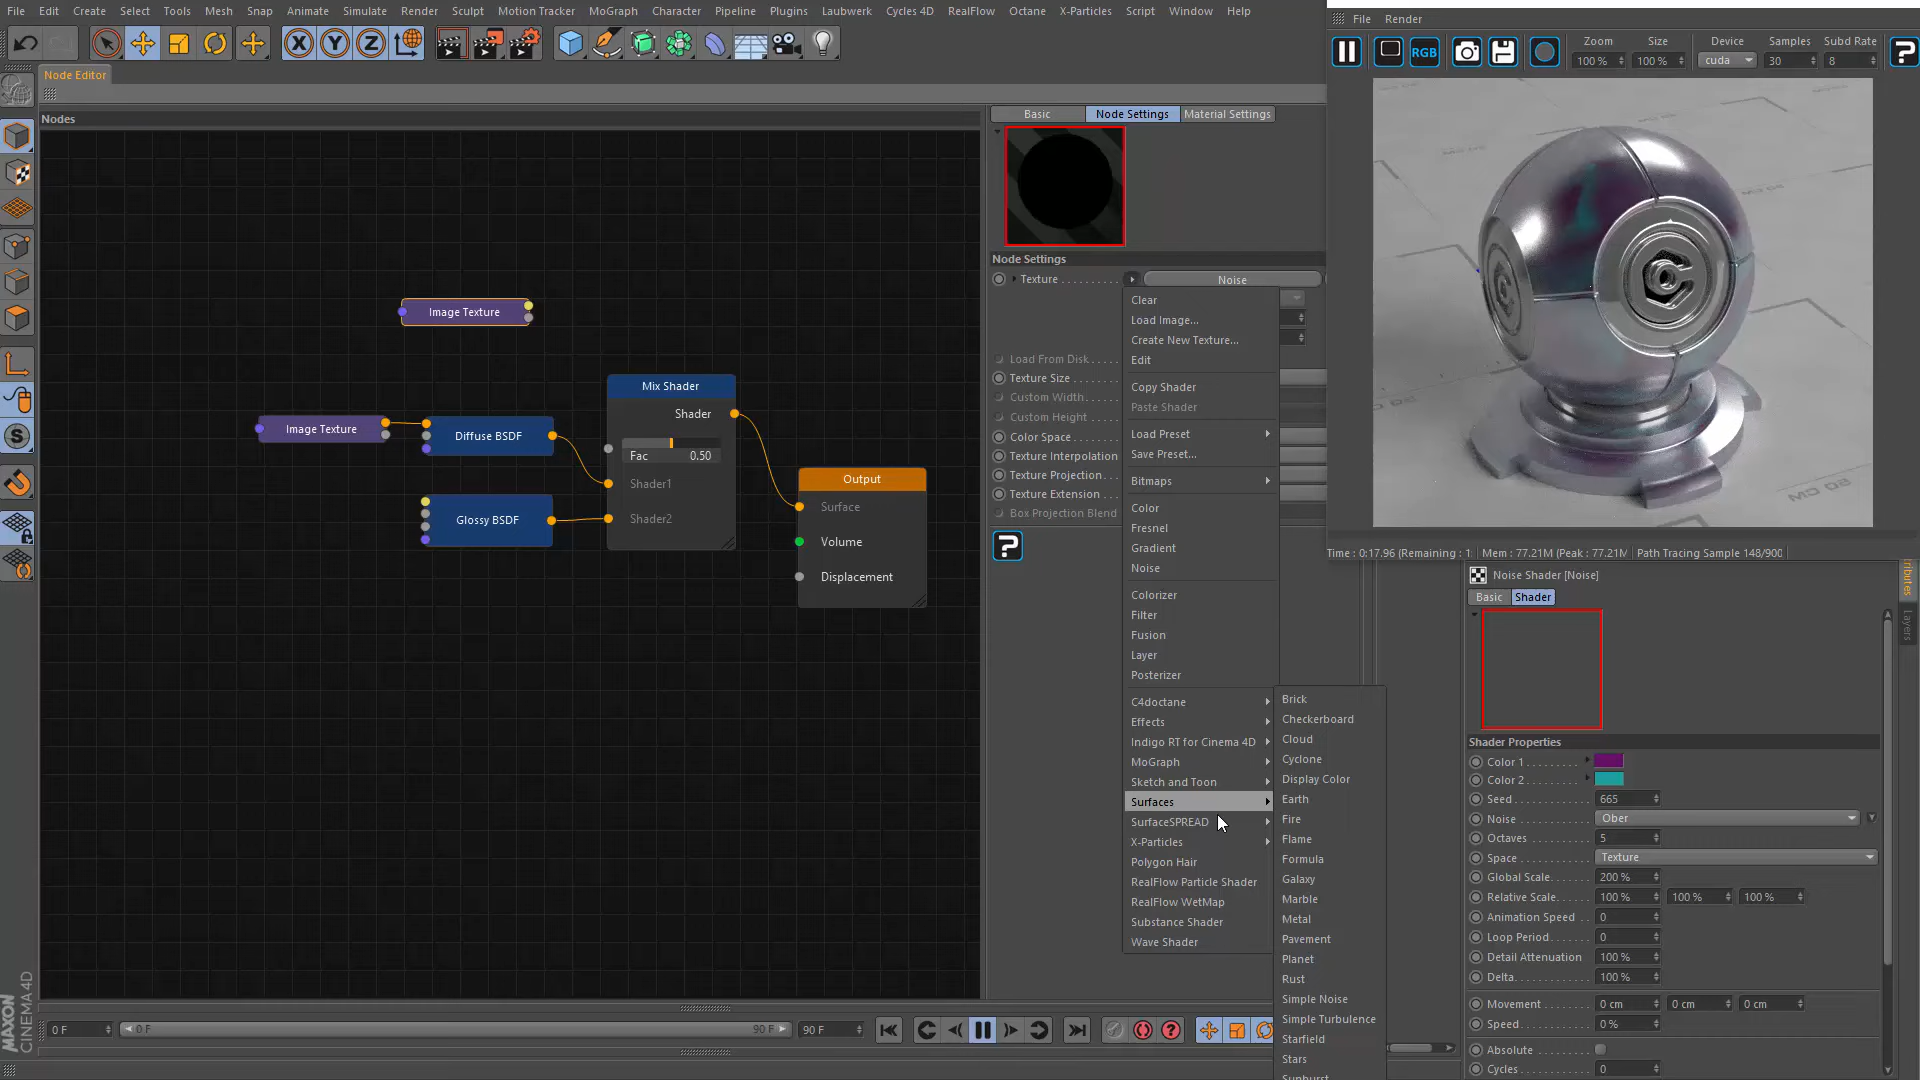 File Edit Create Select Tools Mesh Snap Animate Simulate Render Sculpt Motion Tracker MoGraph Character Pipeline Plugins Laubwerk Cycles 4D RealFlow Octane X-Particles Script Window Help
File Render
Zoom Size Device Samples Subd Rate
100 % 100 % cuda 30 8
RGB
X Y Z
Node Editor
Nodes
Basic Node Settings Material Settings
Node Settings
Texture Noise
Clear
Load Image...
Create New Texture...
Edit
Copy Shader
Paste Shader
Load Preset
Save Preset...
Bitmaps
Color
Fresnel
Gradient
Noise
Colorizer
Filter
Fusion
Layer
Posterizer
C4doctane
Effects
Indigo RT for Cinema 4D
MoGraph
Sketch and Toon
Surfaces
SurfaceSPREAD
X-Particles
Polygon Hair
RealFlow Particle Shader
RealFlow WetMap
Substance Shader
Wave Shader
Load From Disk
Texture Size
Custom Width
Custom Height
Color Space
Texture Interpolation
Texture Projection
Texture Extension
Box Projection Blend
Brick
Checkerboard
Cloud
Cyclone
Display Color
Earth
Fire
Flame
Formula
Galaxy
Marble
Metal
Pavement
Planet
Rust
Simple Noise
Simple Turbulence
Starfield
Stars
Sunburst
Image Texture
Image Texture
Diffuse BSDF
Glossy BSDF
Mix Shader
Shader
Fac 0.50
Shader1
Shader2
Output
Surface
Volume
Displacement
Time : 0:17.96 (Remaining : 1: Mem : 77.21M (Peak : 77.21M, Path Tracing Sample 148/900
Noise Shader [Noise]
Basic Shader
Layers
Shader Properties
Color 1
Color 2
Seed 665
Noise Ober
Octaves 5
Space Texture
Global Scale. 200 %
Relative Scale. 100 % 100 % 100 %
Animation Speed 0
Loop Period. 0
Detail Attenuation 100 %
Delta. 100 %
Movement 0 cm 0 cm 0 cm
Speed 0 %
Absolute
Cycles 0
0 F 0 F 90 F 90 F
MAXON
CINEMA 4D